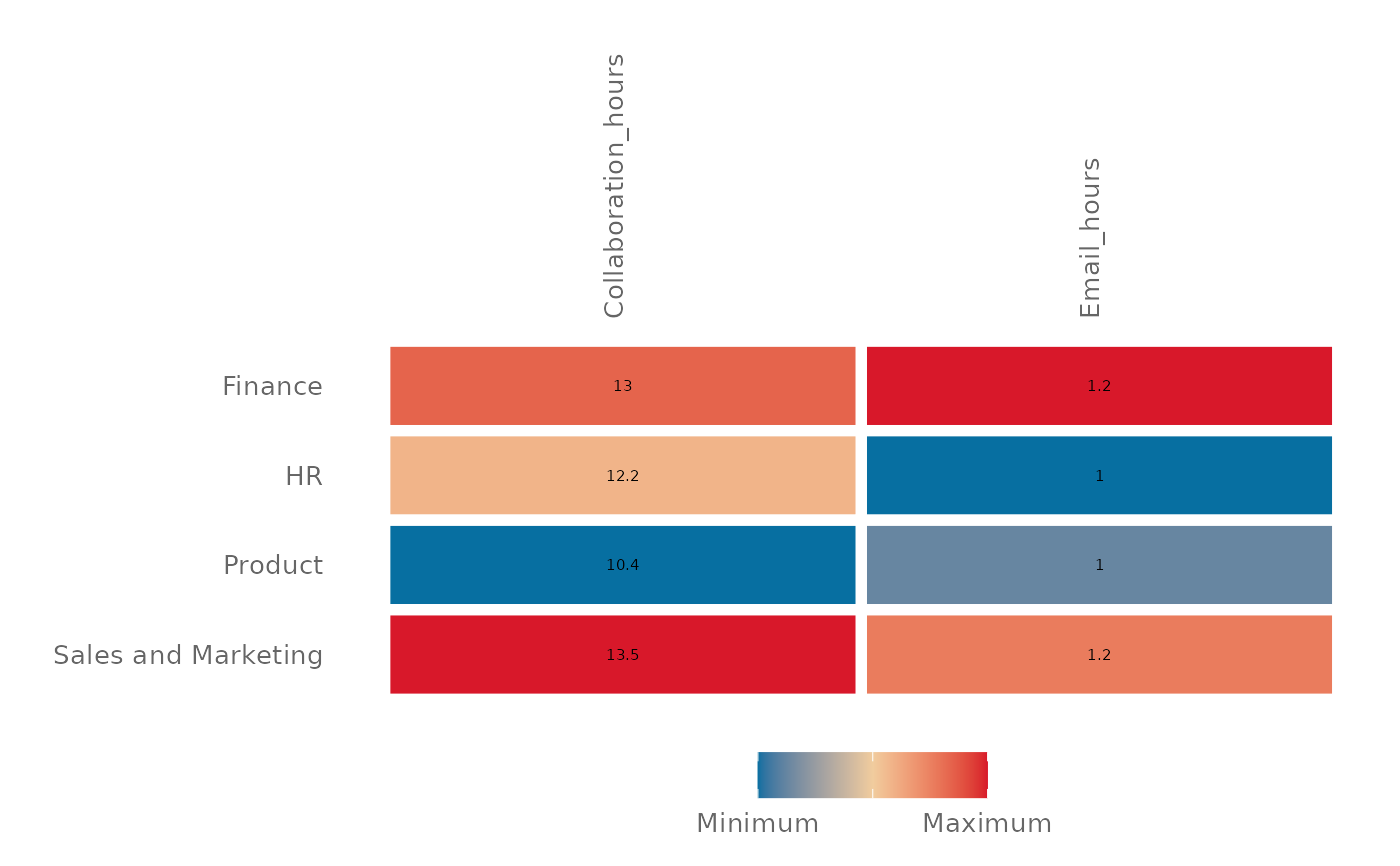 Collaboration_hours
Email_hours
Finance 13 1.2
HR 12.2 1
Product 10.4 1
Sales and Marketing 13.5 1.2
Minimum Maximum